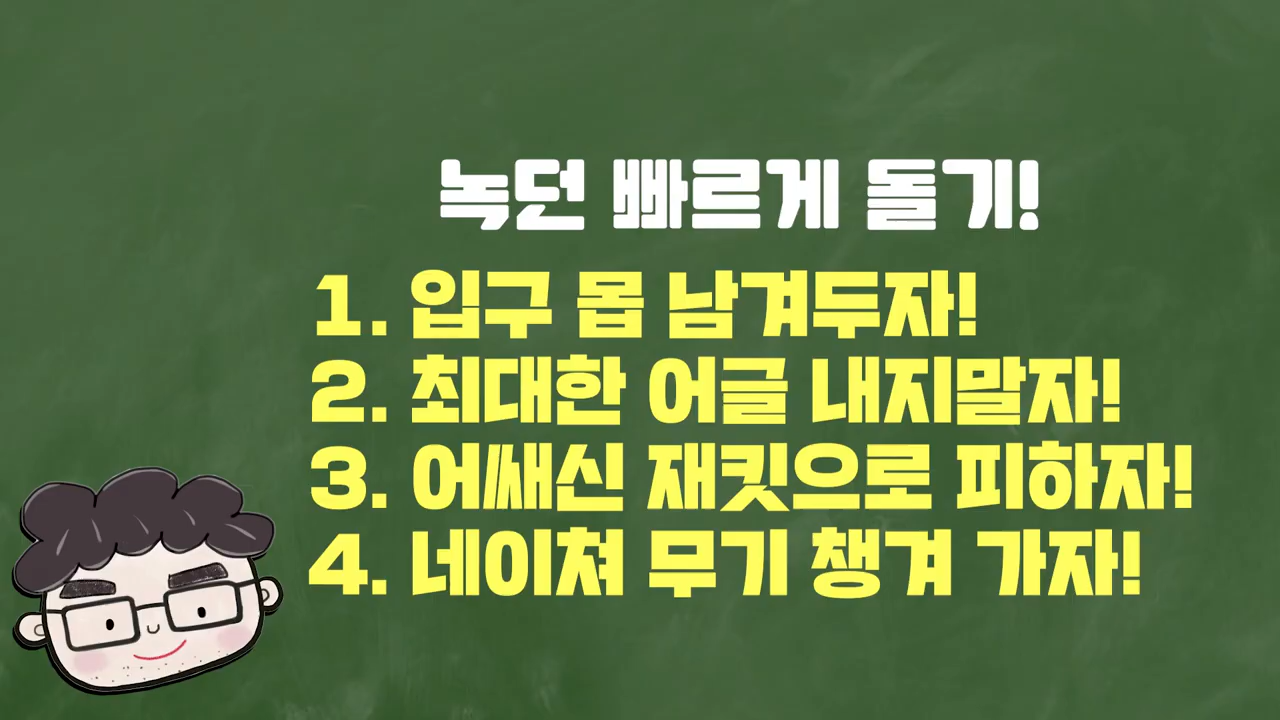 녹던 빠르게 돌기!
1. 입구 몹 남겨두자!
2. 최대한 어글 내지말자!
3. 어쌔신 재킷으로 피하자!
4. 네이쳐 무기 챙겨 가자!